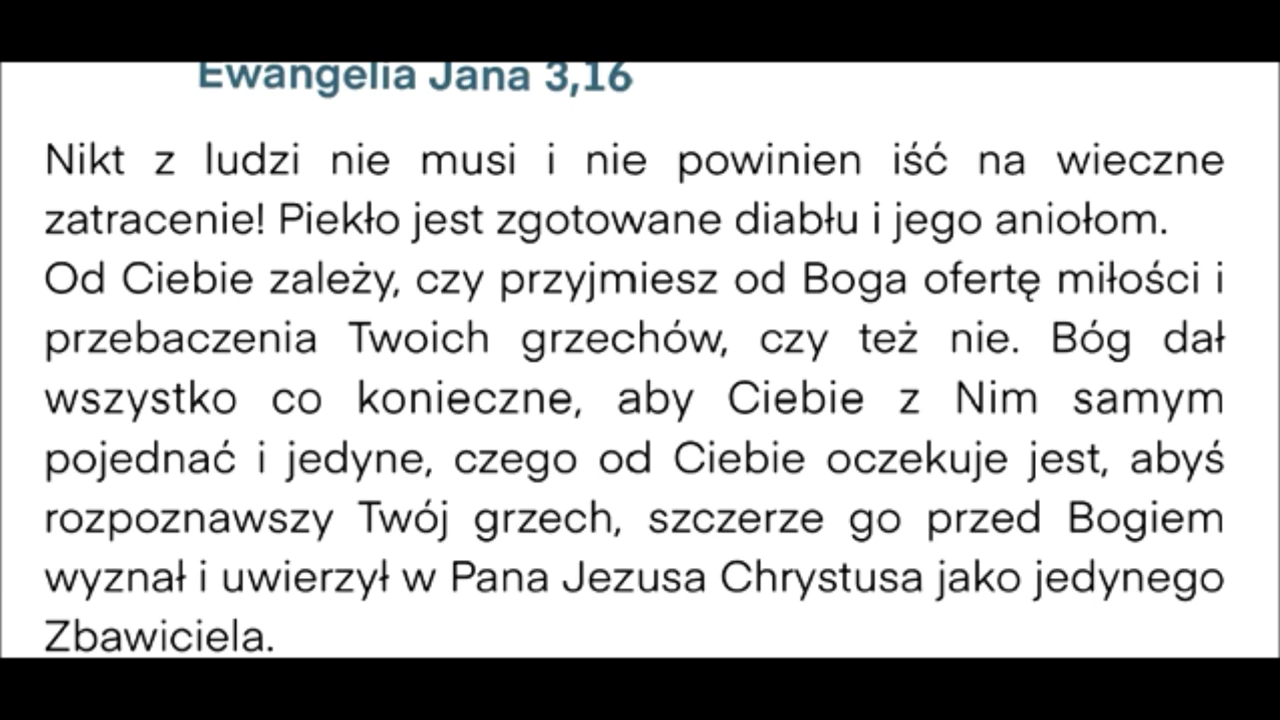 Ewangelia Jana 3,16
Nikt z ludzi nie musi i nie powinien iść na wieczne
zatracenie! Piekło jest zgotowane diabłu i jego aniołom.
Od Ciebie zależy, czy przyjmiesz od Boga ofertę miłości i
przebaczenia Twoich grzechów, czy też nie. Bóg dał
wszystko co konieczne, aby Ciebie z Nim samym
pojednać i jedyne, czego od Ciebie oczekuje jest, abyś
rozpoznawszy Twój grzech, szczerze go przed Bogiem
wyznał i uwierzył w Pana Jezusa Chrystusa jako jedynego
Zbawiciela.